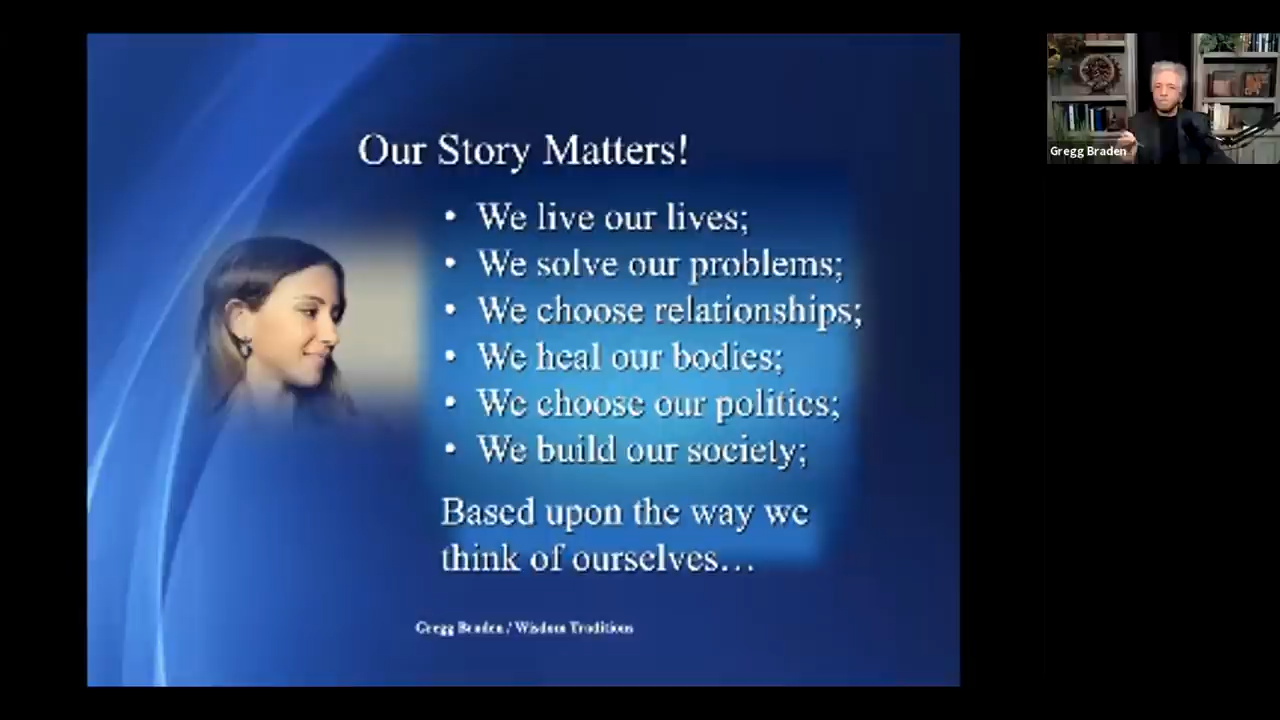 Our Story Matters!
• We live our lives;
• We solve our problems;
• We choose relationships;
• We heal our bodies;
• We choose our politics;
• We build our society;
Based upon the way we
think of ourselves…
Gregg Braden / Wisdom Traditions
Gregg Braden